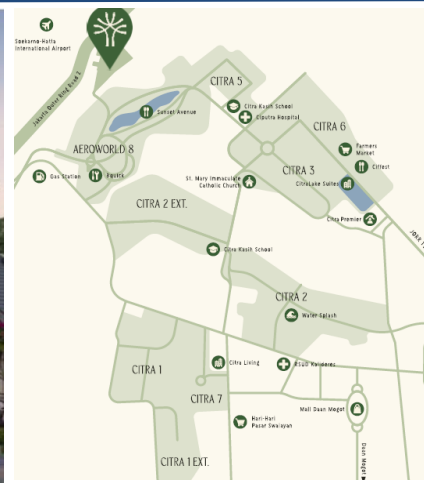 Soekarno-Hatta
International Airport
Jakarta Outer Ring Road 2
CITRA 5
Citra Kasih School
Ciputra Hospital
Sunset Avenue
CITRA 6
Farmers
Market
AEROWORLD 8
CITRA 3
Citfest
Gas Station
Equite
St. Mary Immaculate
Catholic Church
CitraLake Suites
CITRA 2 EXT.
Citra Premier
Citra Kasih School
CITRA 2
Water Splash
CITRA 1
Citra Living
RSUD Kalideres
CITRA 7
Mall Daan Mogot
Hari-Hari
Pasar Swalayan
CITRA 1 EXT.
Daan Mogot